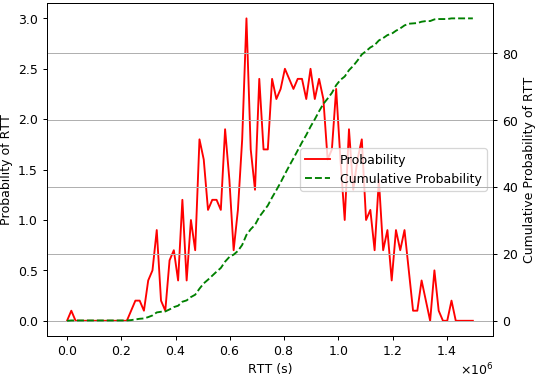 3.0
2.5
2.0
1.5
1.0
0.5
0.0
Probability of RTT
80
60
40
20
0
Cumulative Probability of RTT
Probability
Cumulative Probability
0.0 0.2 0.4 0.6 0.8 1.0 1.2 1.4
RTT (s)
×10⁶